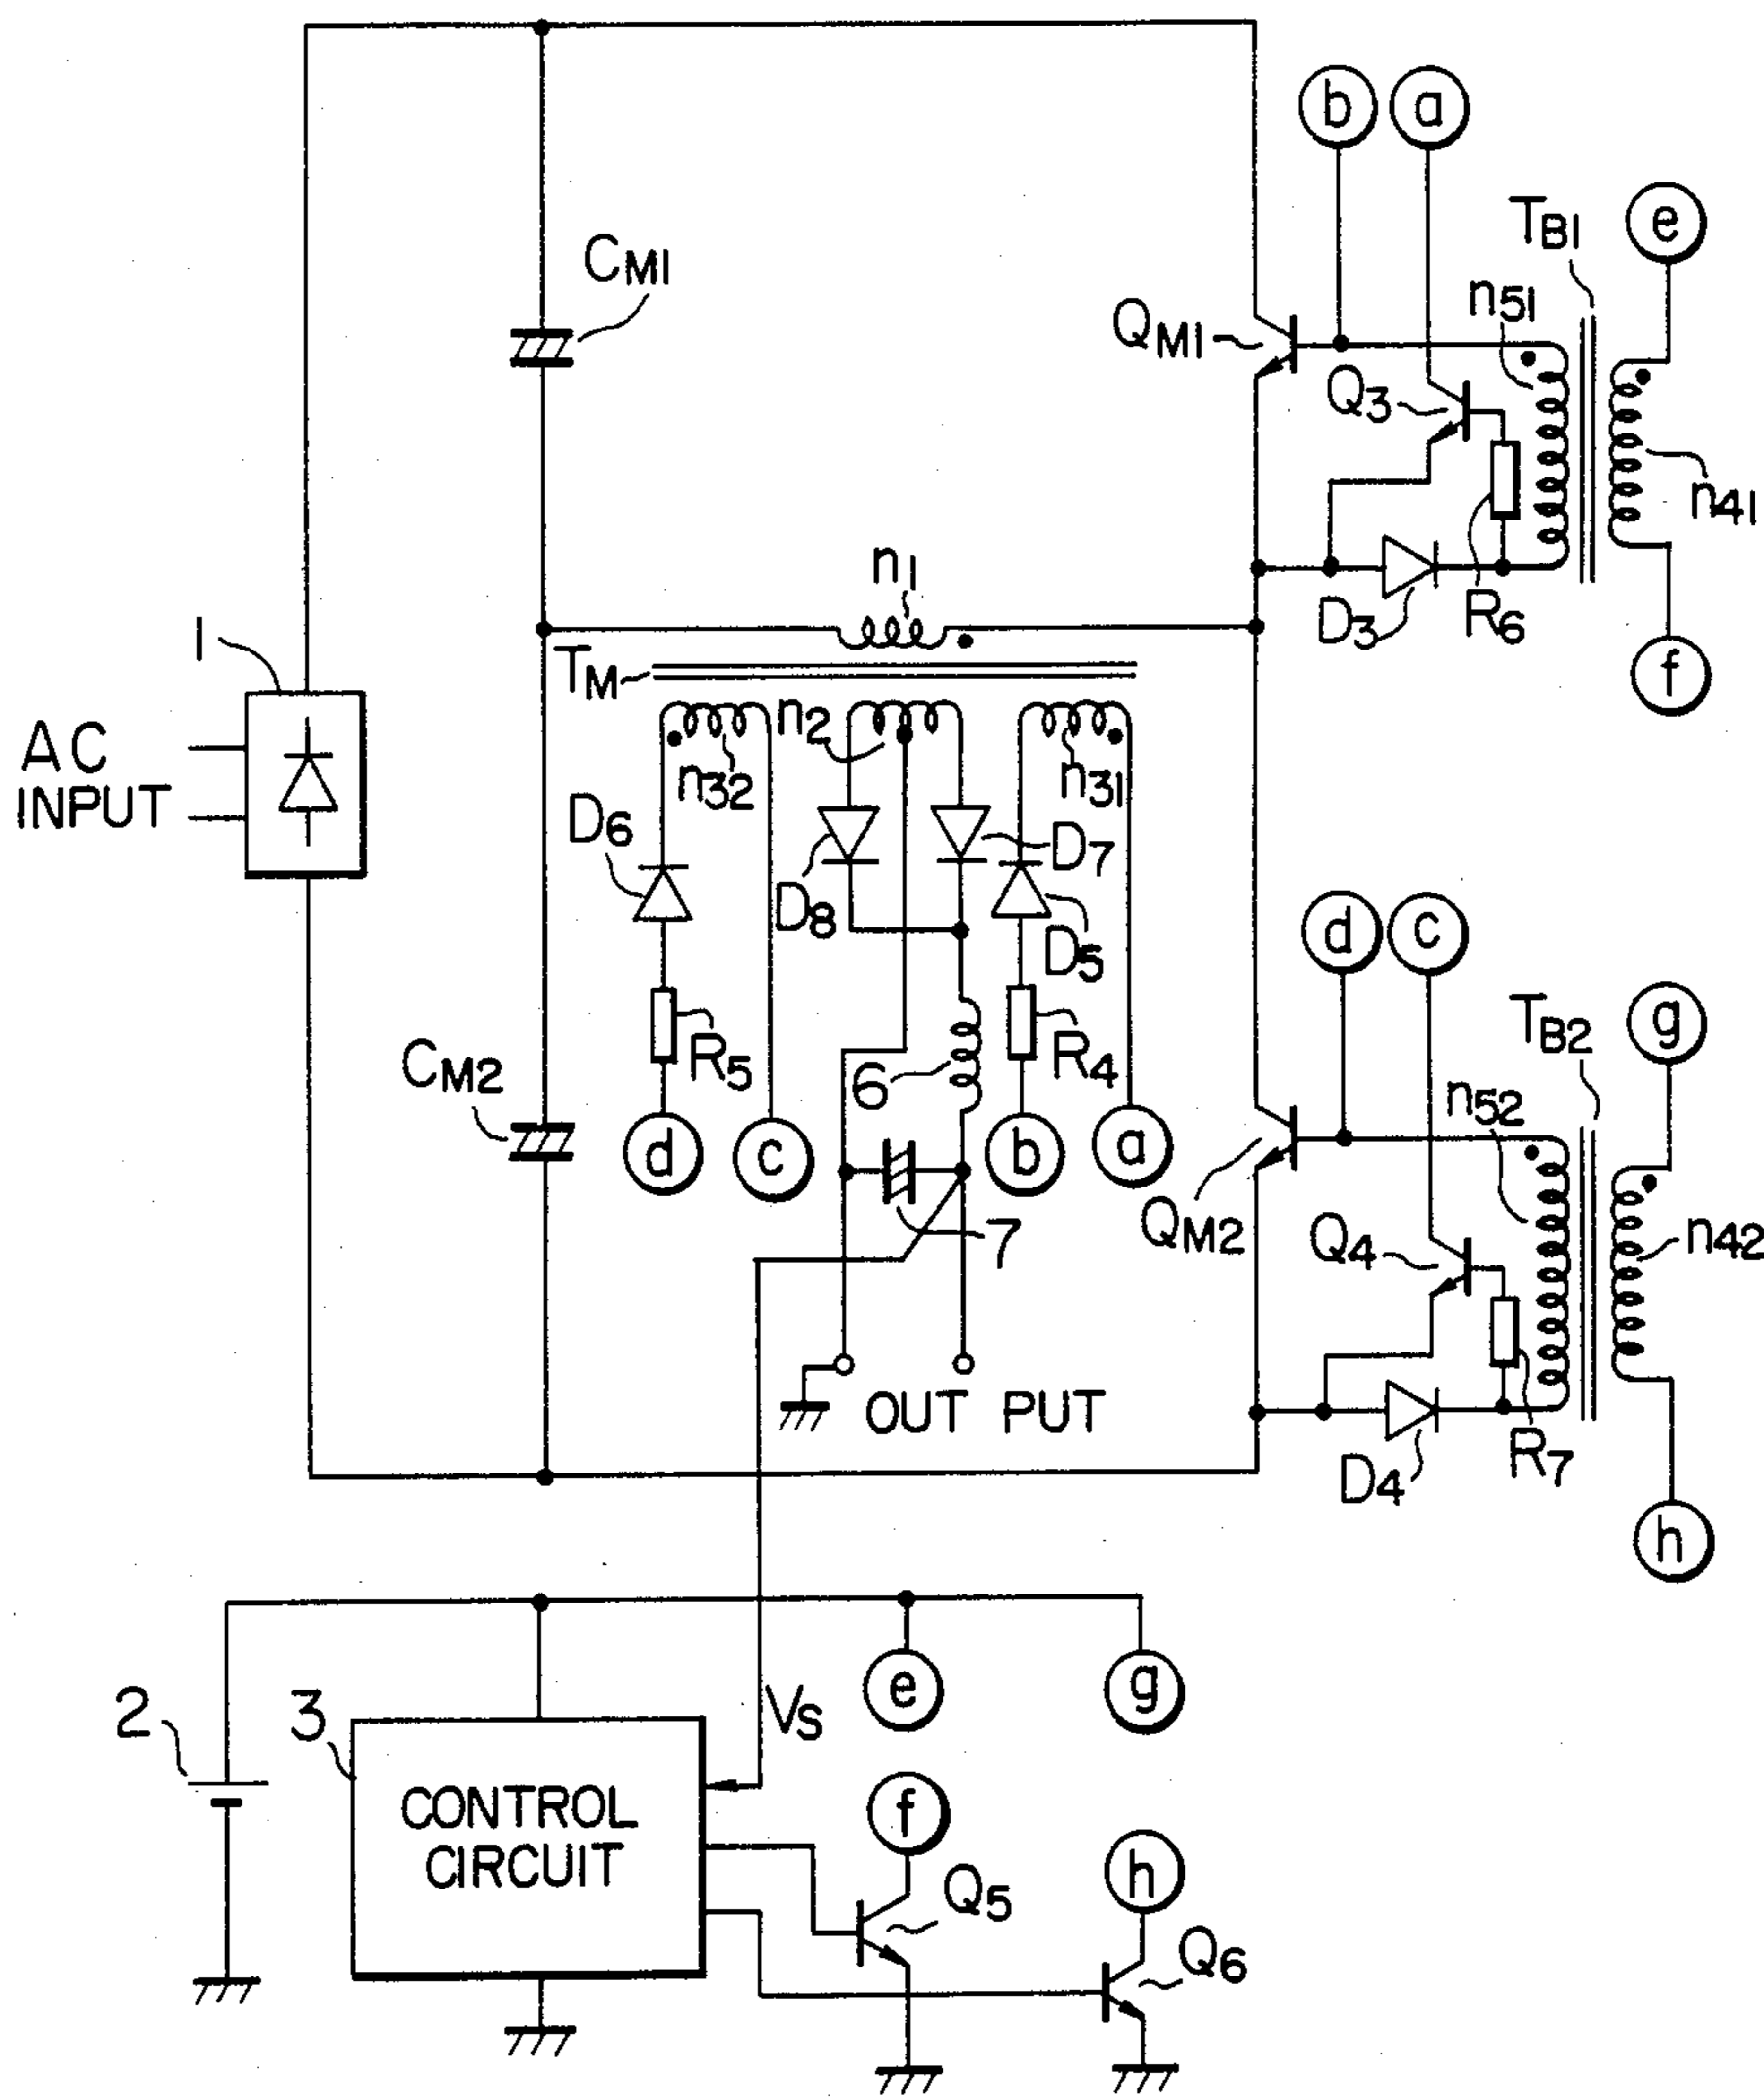 b
a
e
TB1
CM1
n51
QM1
Q3
n41
n1
R6
D3
f
1
TM
AC
INPUT
n32
n2
n31
D6
D7
D8
D5
d
c
R5
R4
6
TB2
g
CM2
n52
d
c
b
a
QM2
Q4
n42
7
OUT PUT
D4
R7
h
e
g
2
3
VS
CONTROL
CIRCUIT
f
h
Q5
Q6